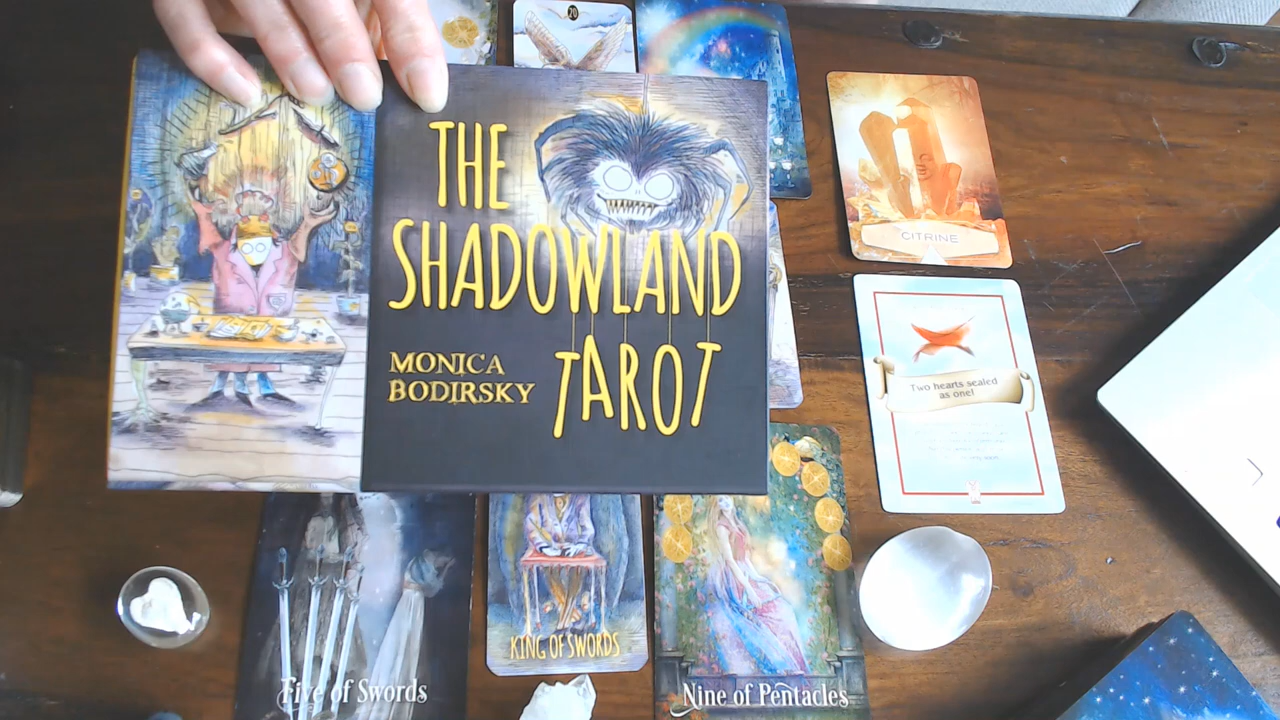 20
THE
SHADOWLAND
TAROT
MONICA
BODIRSKY
CITRINE
Two hearts sealed
as one!
Five of Swords
KING OF SWORDS
Nine of Pentacles